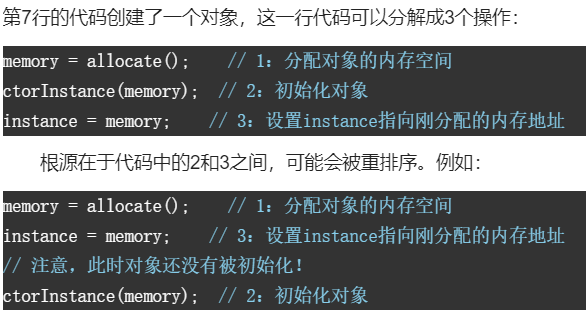 第7行的代码创建了一个对象，这一行代码可以分解成3个操作：
memory = allocate();    // 1：分配对象的内存空间
ctorInstance(memory);  // 2：初始化对象
instance = memory;     // 3：设置instance指向刚分配的内存地址
根源在于代码中的2和3之间，可能会被重排序。例如：
memory = allocate();    // 1：分配对象的内存空间
instance = memory;     // 3：设置instance指向刚分配的内存地址
// 注意，此时对象还没有被初始化！
ctorInstance(memory);  // 2：初始化对象